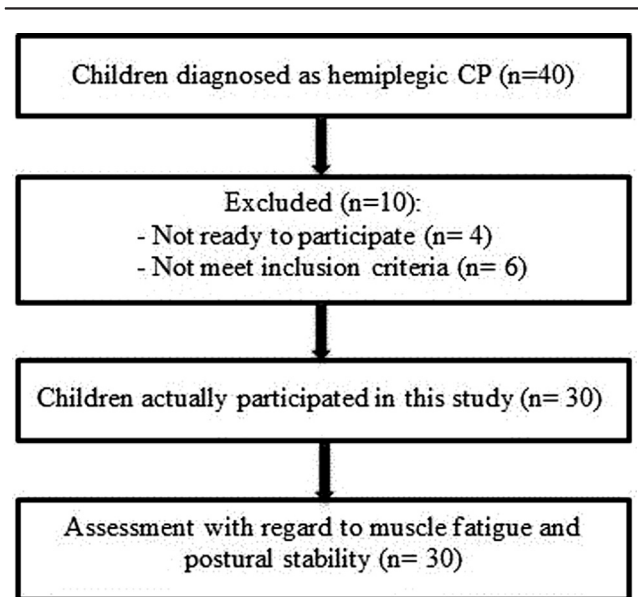 Children diagnosed as hemiplegic CP (n=40)
Excluded (n=10):
- Not ready to participate (n= 4)
- Not meet inclusion criteria (n= 6)
Children actually participated in this study (n= 30)
Assessment with regard to muscle fatigue and
postural stability (n= 30)